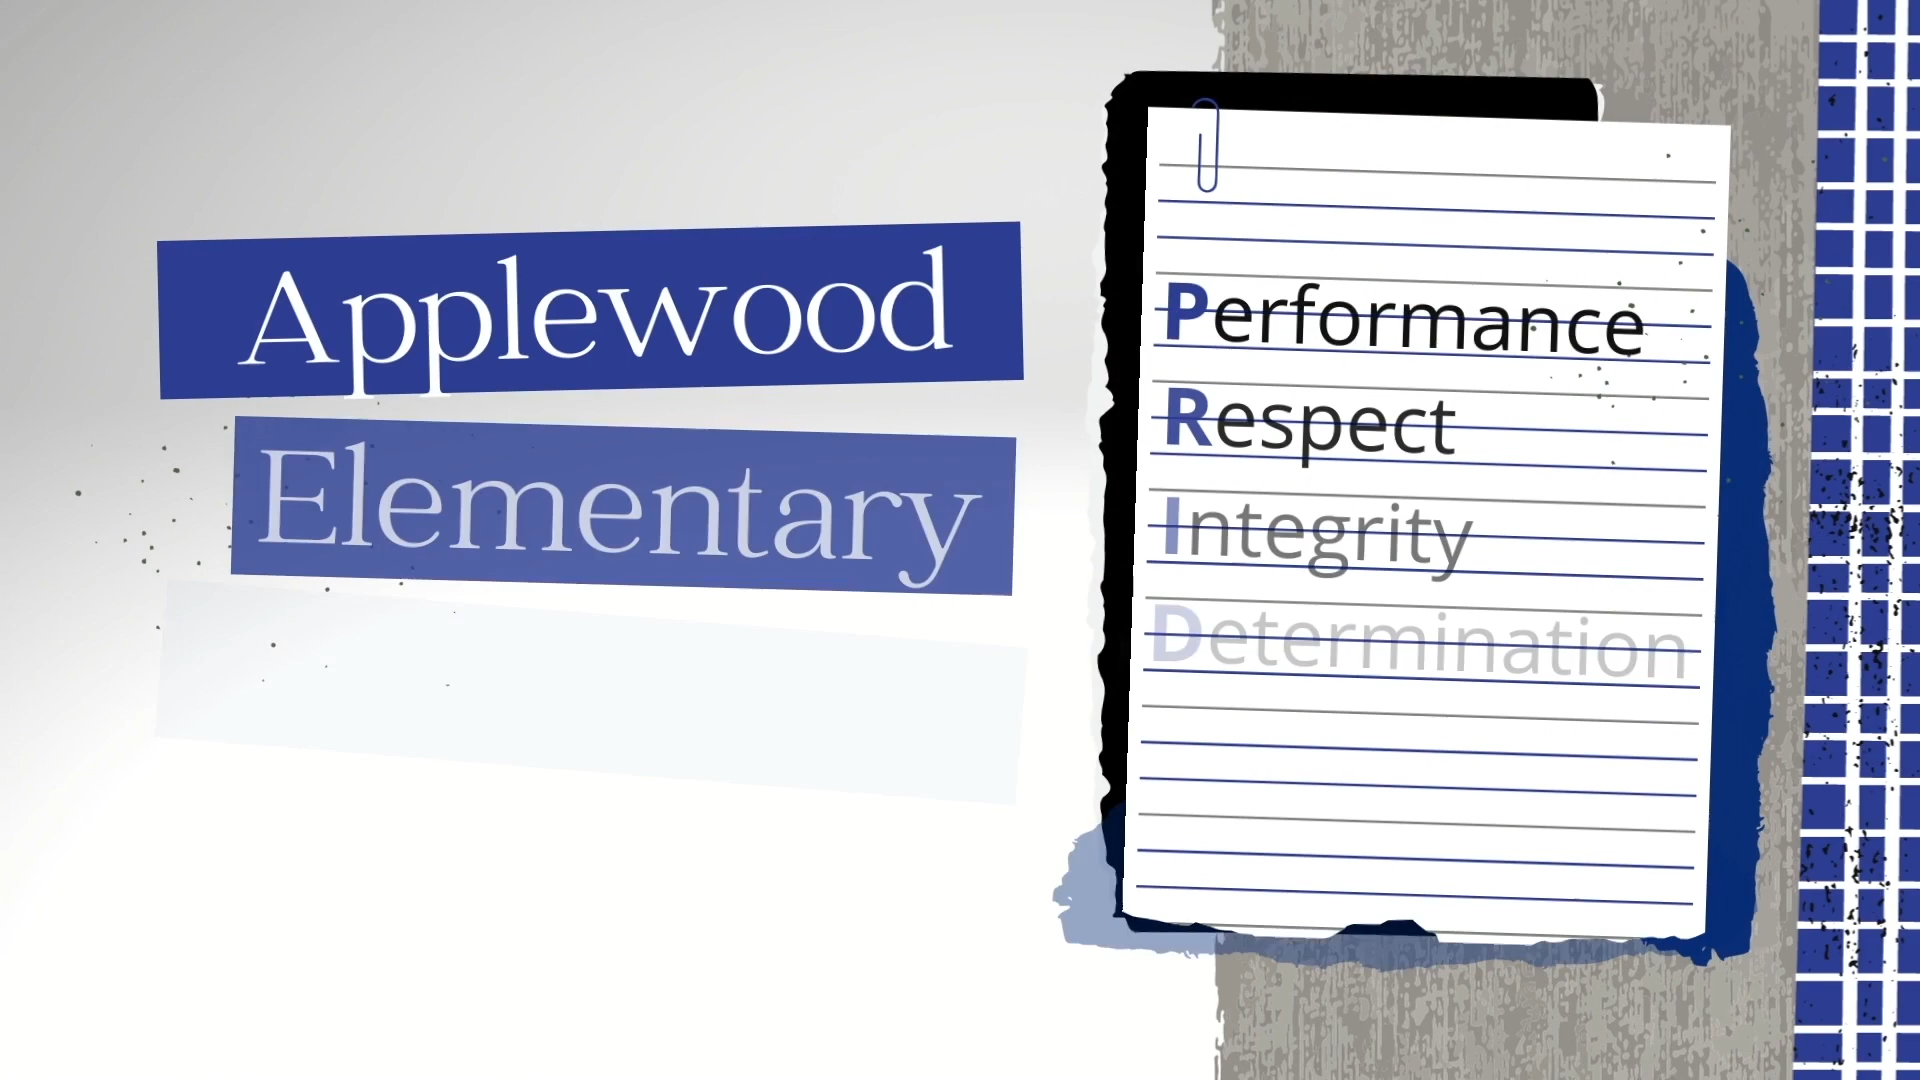 Applewood
Elementary
Performance
Respect
Integrity
Determination